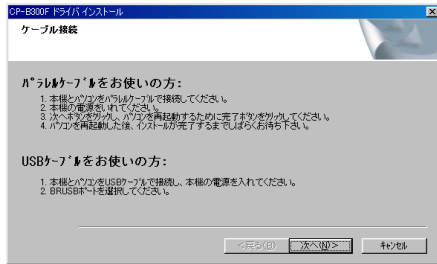 CP-B300F ドライバ インストール
ケーブル接続
パラレルケーブルをお使いの方:
1. 本機とパソコンをパラレルケーブルで接続してください。
2. 本機の電源をいれてください。
3. 次へボタンをクリックし、パソコンを再起動するために完了ボタンをクリックしてください。
4. パソコンを再起動した後、インストールが完了するまでしばらくお待ち下さい。
USBケーブルをお使いの方:
1. 本機とパソコンをUSBケーブルで接続し、本機の電源を入れてください。
2. BRUSBポートを選択してください。
<戻る(B) 次へ(N)> キャンセル